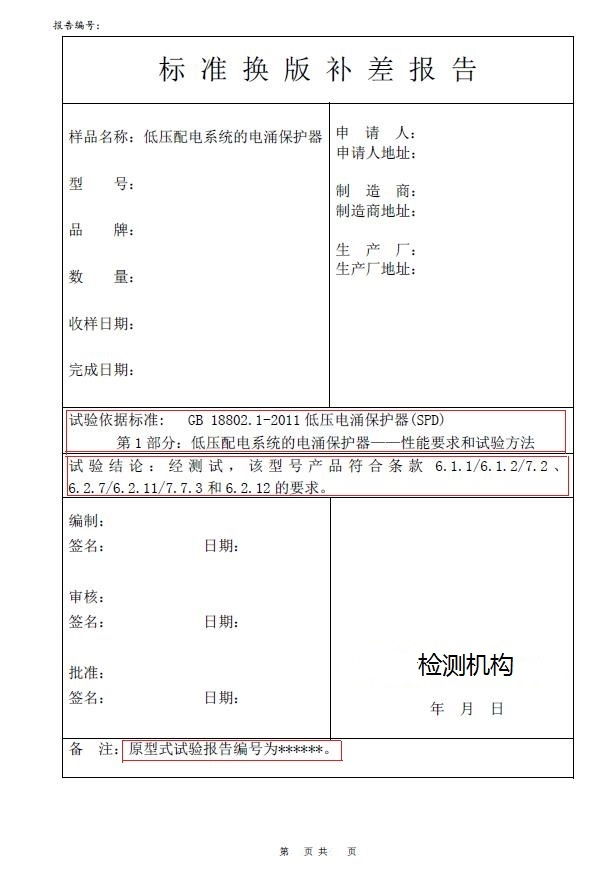 报告编号:
标准换版补差报告
样品名称: 低压配电系统的电涌保护器
型 号:
品 牌:
数 量:
收样日期:
完成日期:
申 请 人:
申请人地址:
制 造 商:
制造商地址:
生 产 厂:
生产厂地址:
试验依据标准: GB 18802.1-2011 低压电涌保护器(SPD)
第 1 部分: 低压配电系统的电涌保护器——性能要求和试验方法
试验结论: 经测试, 该型号产品符合条款 6.1.1/6.1.2/7.2 、
6.2.7/6.2.11/7.7.3 和 6.2.12 的要求。
编制:
签名: 日期:
审核:
签名: 日期:
批准:
签名: 日期:
检测机构
年 月 日
备 注: 原型式试验报告编号为******。
第 页 共 页